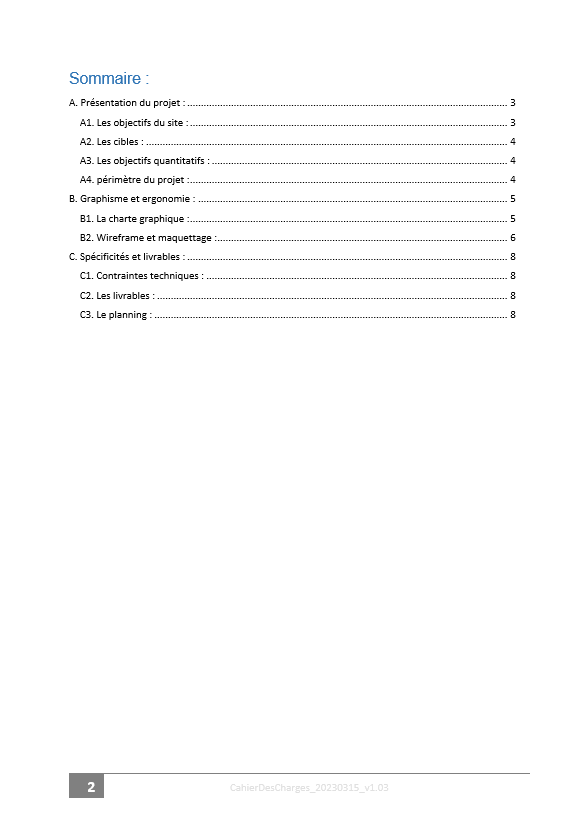 Sommaire :
A. Présentation du projet : ........ 3
A1. Les objectifs du site : ........ 3
A2. Les cibles : ........ 4
A3. Les objectifs quantitatifs : ........ 4
A4. périmètre du projet : ........ 4
B. Graphisme et ergonomie : ........ 5
B1. La charte graphique : ........ 5
B2. Wireframe et maquettage : ........ 6
C. Spécificités et livrables : ........ 8
C1. Contraintes techniques : ........ 8
C2. Les livrables : ........ 8
C3. Le planning : ........ 8
2 CahierDesCharges_20230315_v1.03